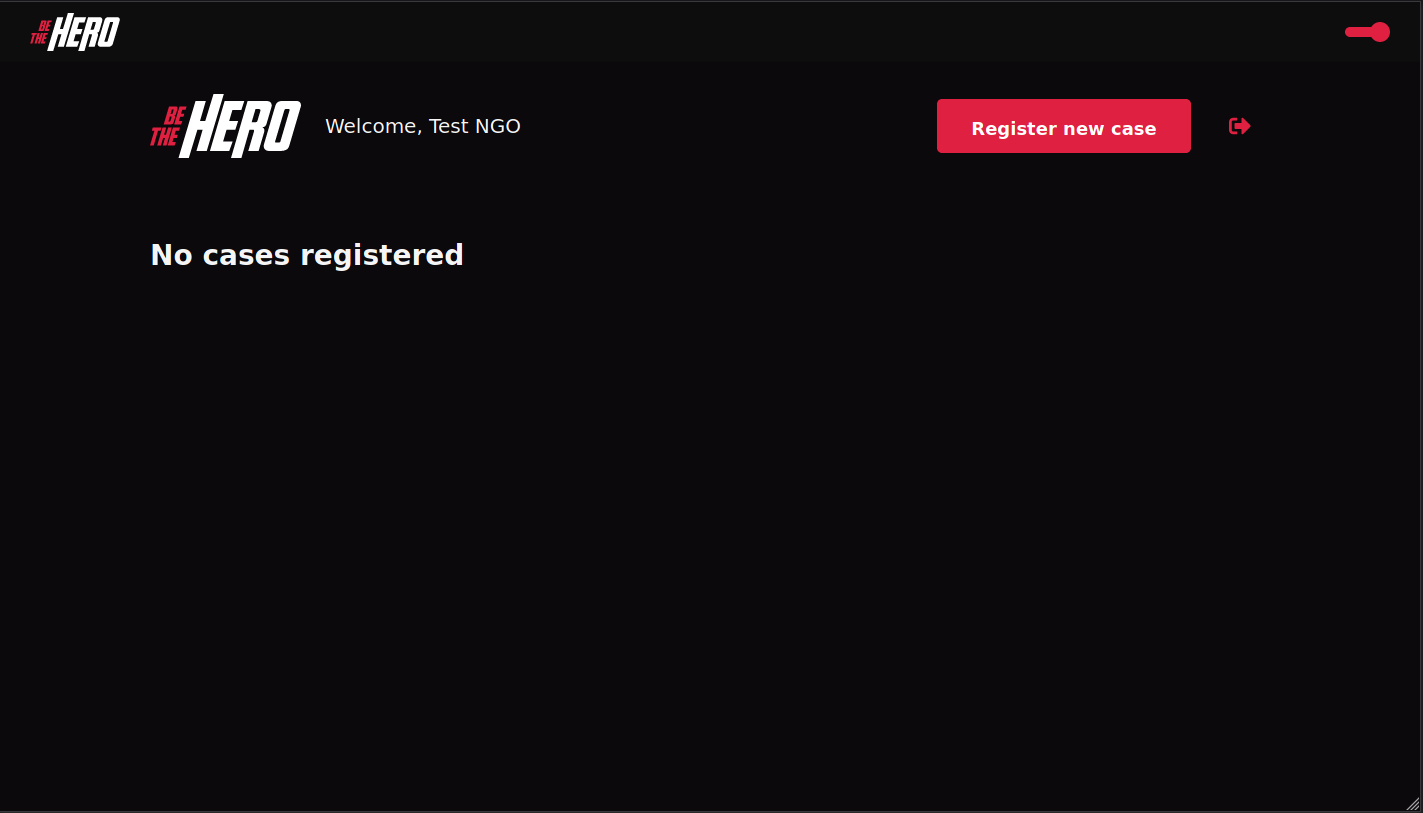 BE
THE HERO
BE
THE HERO
Welcome, Test NGO
Register new case
No cases registered